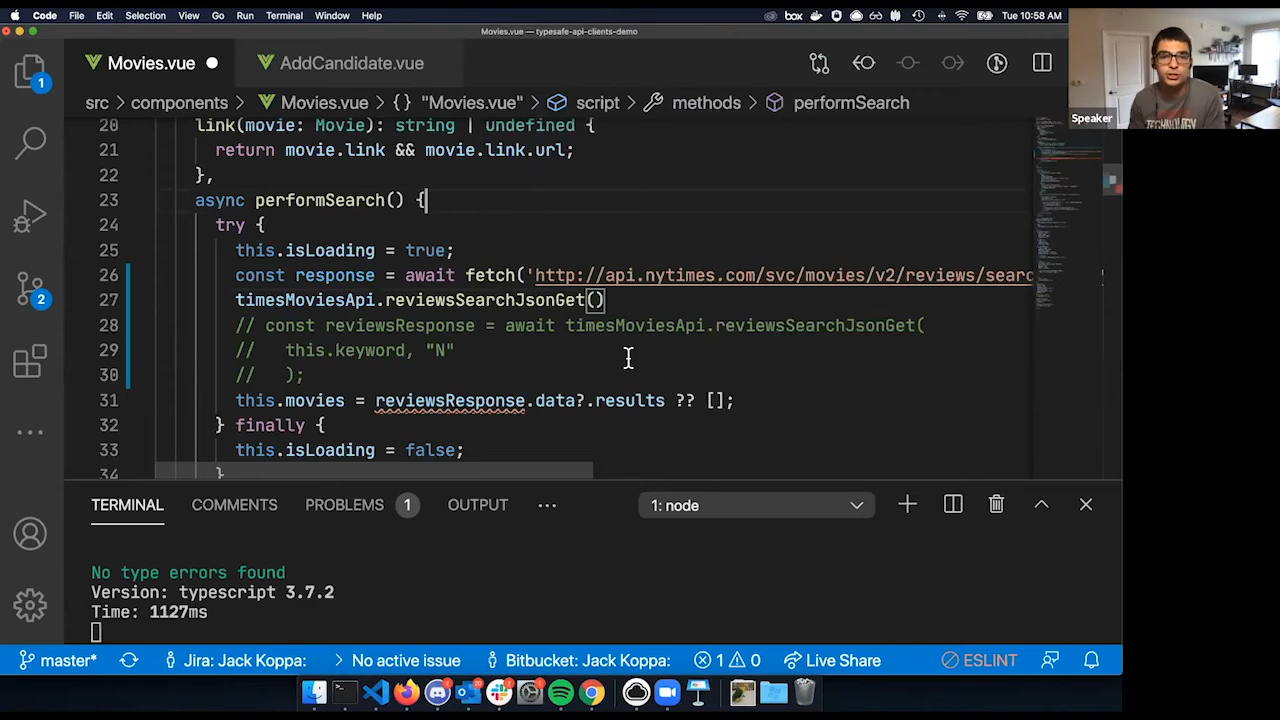 Code File Edit Selection View Go Run Terminal Window Help box Tue 10:58 AM
Movies.vue — typesafe-api-clients-demo
Movies.vue AddCandidate.vue
src › components › Movies.vue › {} "Movies.vue" › script › methods › performSearch
20 link(movie: Movie): string | undefined {
21 return movie.link && movie.link.url;
22 },
23 async performSearch() {
24 try {
25 this.isLoading = true;
26 const respone = await fetch('http://api.nytimes.com/svc/movies/v2/reviews/searc
27 timesMoviesApi.reviewsSearchJsonGet()
28 // const reviewsResponse = await timesMoviesApi.reviewsSearchJsonGet(
29 // this.keyword, "N"
30 // );
31 this.movies = reviewsResponse.data?.results ?? [];
32 } finally {
33 this.isLoading = false;
34 }
TERMINAL COMMENTS PROBLEMS 1 OUTPUT ··· 1: node
No type errors found
Version: typescript 3.7.2
Time: 1127ms
master* Jira: Jack Koppa: No active issue Bitbucket: Jack Koppa: 1 0 Live Share ESLINT
1
2
Speaker
TECHNOLOGY